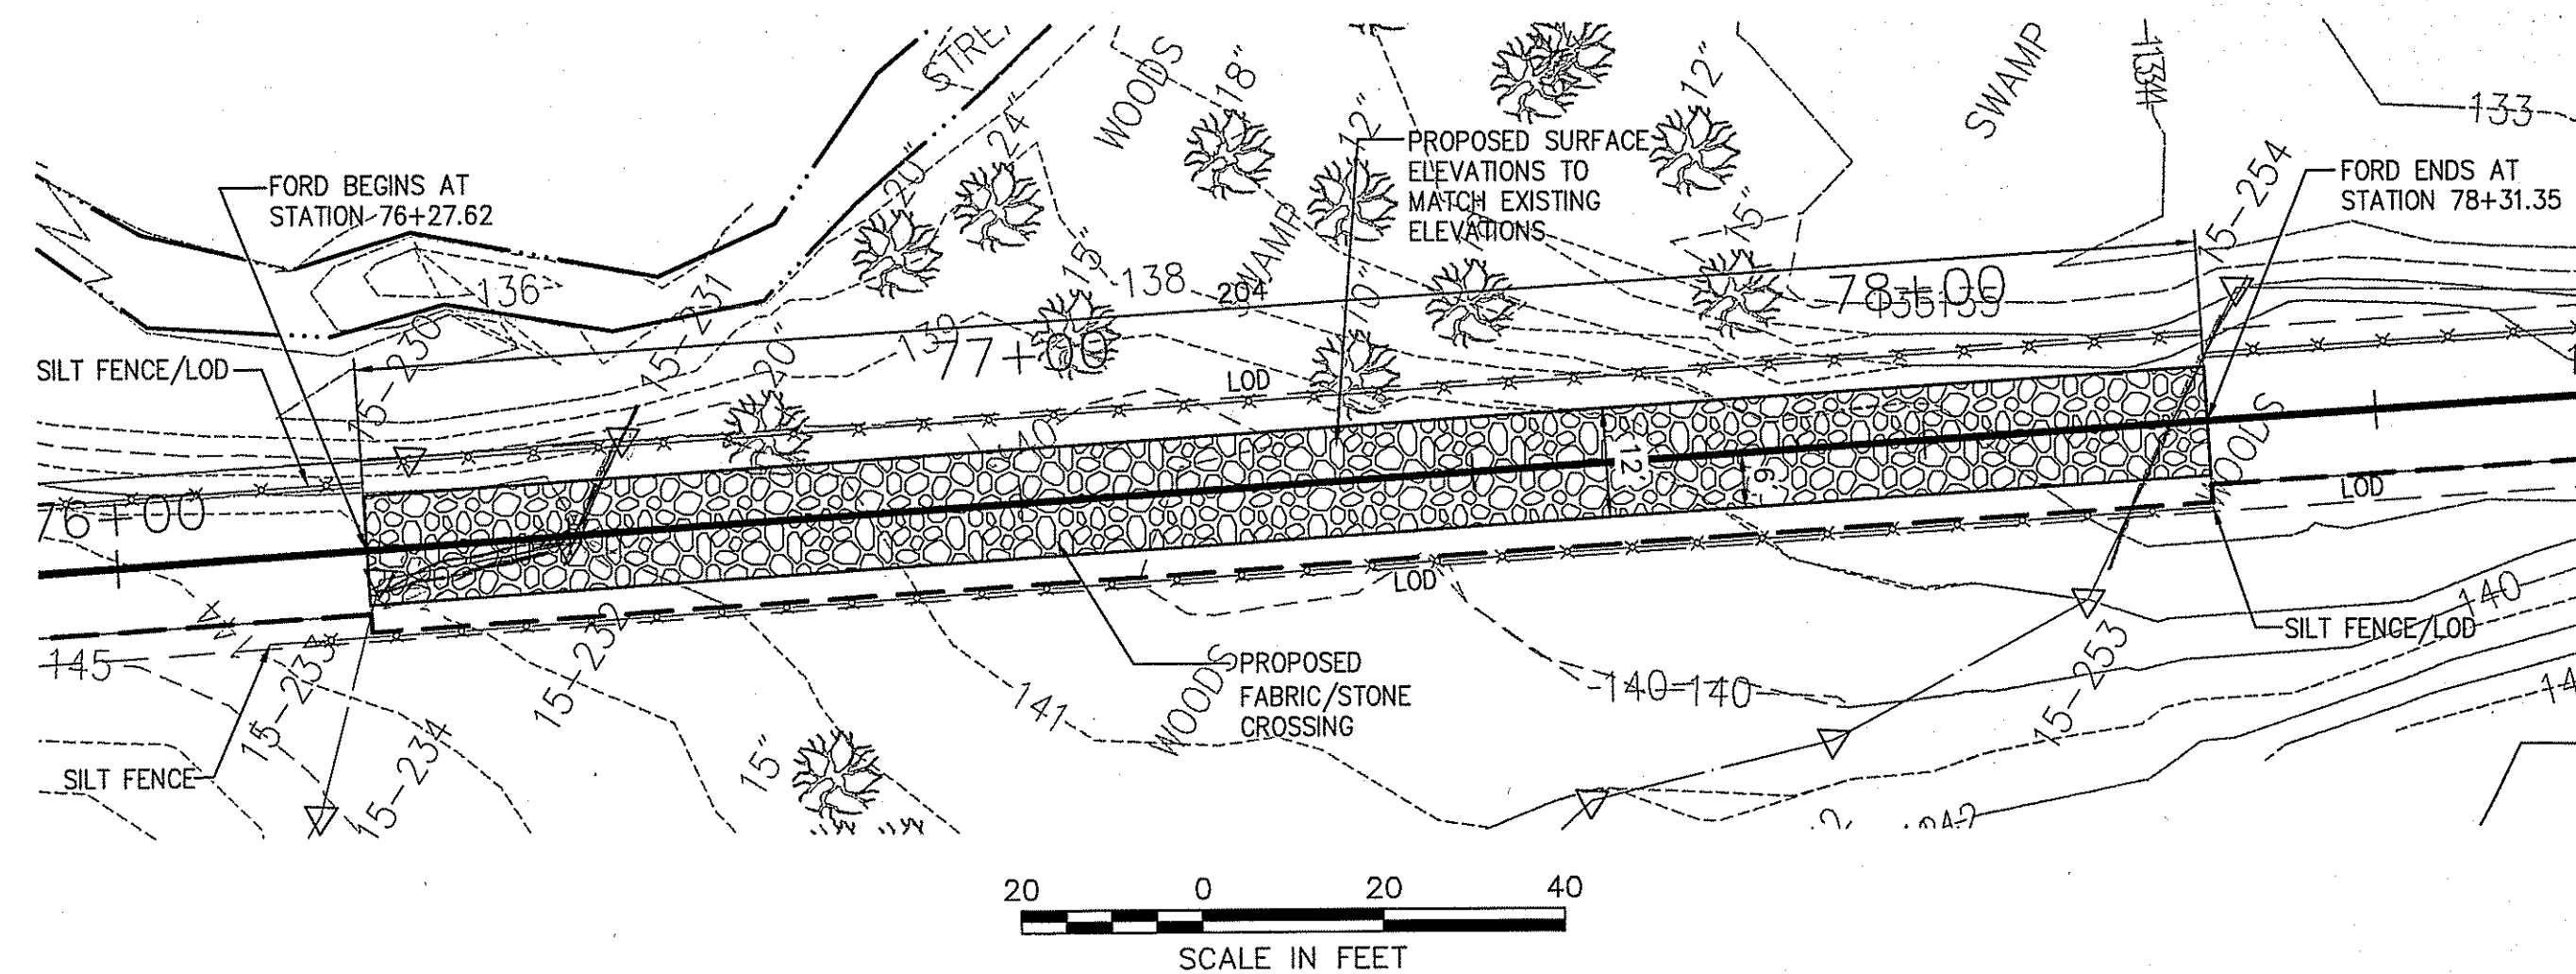 STRE
WOODS
18"
12"
SWAMP
133
24"
20"
12"
PROPOSED SURFACE
ELEVATIONS TO
MATCH EXISTING
ELEVATIONS
15"
15-254
FORD BEGINS AT
STATION 76+27.62
FORD ENDS AT
STATION 78+31.35
136
15"
138
SWAMP
204
10"
78+00
15-230
15-231
20"
139
77+00
SILT FENCE/LOD
LOD
140
12'
6'
WOODS
LOD
76+00
LOD
145
15-233
15-232
15-234
SILT FENCE
15"
141
WOODS
PROPOSED
FABRIC/STONE
CROSSING
140
140
15-253
140
SILT FENCE/LOD
20 0 20 40
SCALE IN FEET